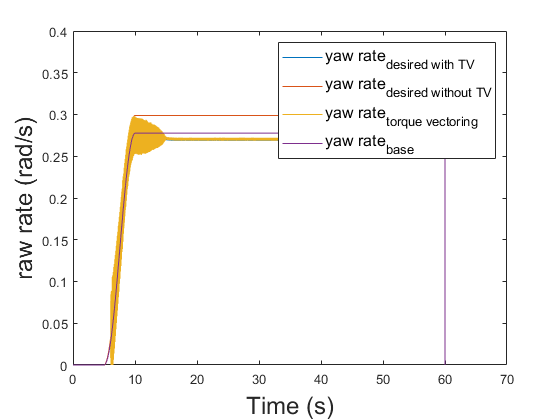 0.4
0.35
0.3
0.25
0.2
0.15
0.1
0.05
0
raw rate (rad/s)
yaw rate desired with TV
yaw rate desired without TV
yaw rate torque vectoring
yaw rate base
0 10 20 30 40 50 60 70
Time (s)